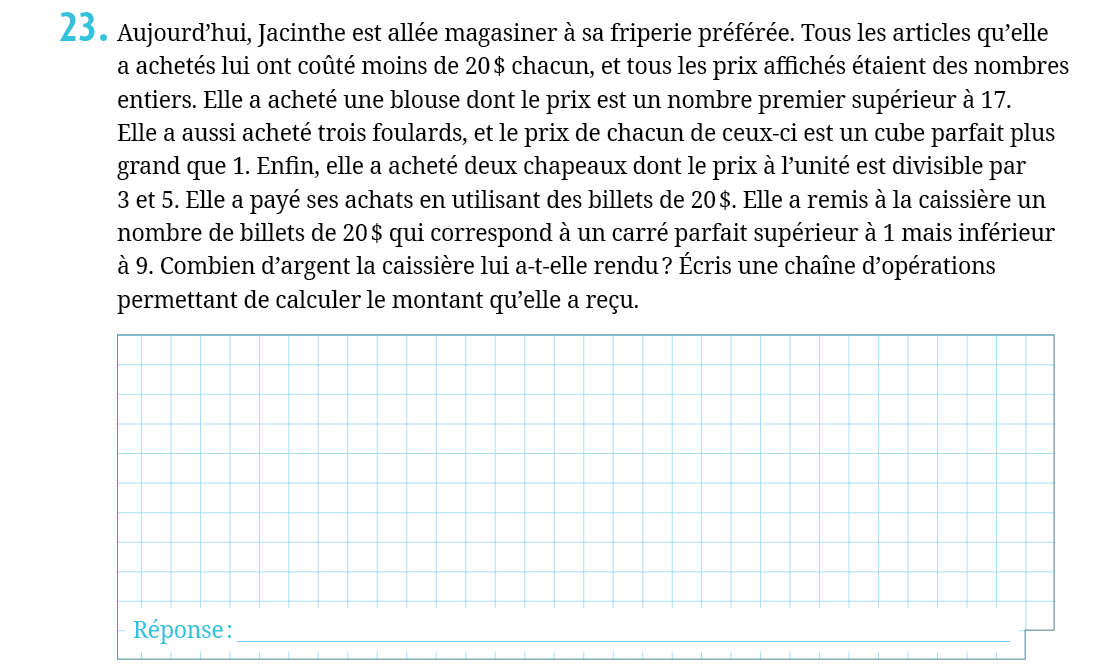 23. Aujourd’hui, Jacinthe est allée magasiner à sa friperie préférée. Tous les articles qu’elle
a achetés lui ont coûté moins de 20 $ chacun, et tous les prix affichés étaient des nombres
entiers. Elle a acheté une blouse dont le prix est un nombre premier supérieur à 17.
Elle a aussi acheté trois foulards, et le prix de chacun de ceux-ci est un cube parfait plus
grand que 1. Enfin, elle a acheté deux chapeaux dont le prix à l’unité est divisible par
3 et 5. Elle a payé ses achats en utilisant des billets de 20 $. Elle a remis à la caissière un
nombre de billets de 20 $ qui correspond à un carré parfait supérieur à 1 mais inférieur
à 9. Combien d’argent la caissière lui a-t-elle rendu ? Écris une chaîne d’opérations
permettant de calculer le montant qu’elle a reçu.
Réponse :